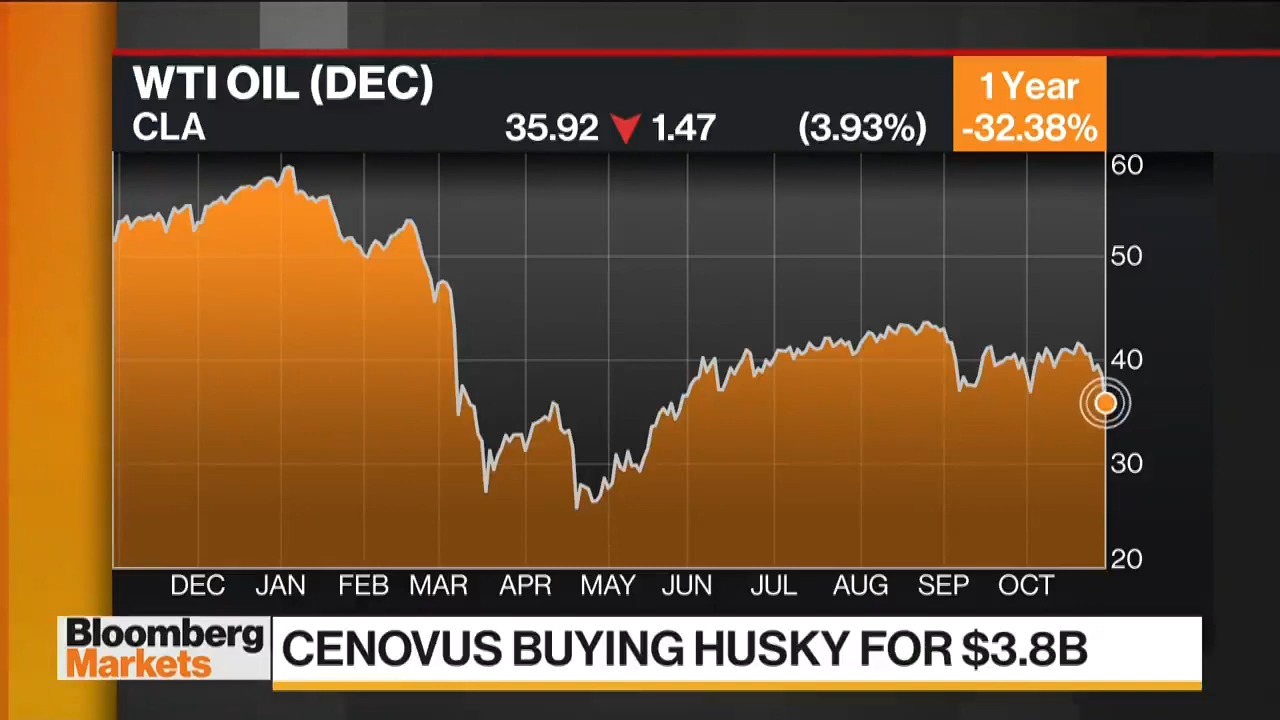 WTI OIL (DEC)
CLA 35.92 1.47 (3.93%)
1 Year
-32.38%
60
50
40
30
20
DEC JAN FEB MAR APR MAY JUN JUL AUG SEP OCT
Bloomberg
Markets
CENOVUS BUYING HUSKY FOR $3.8B